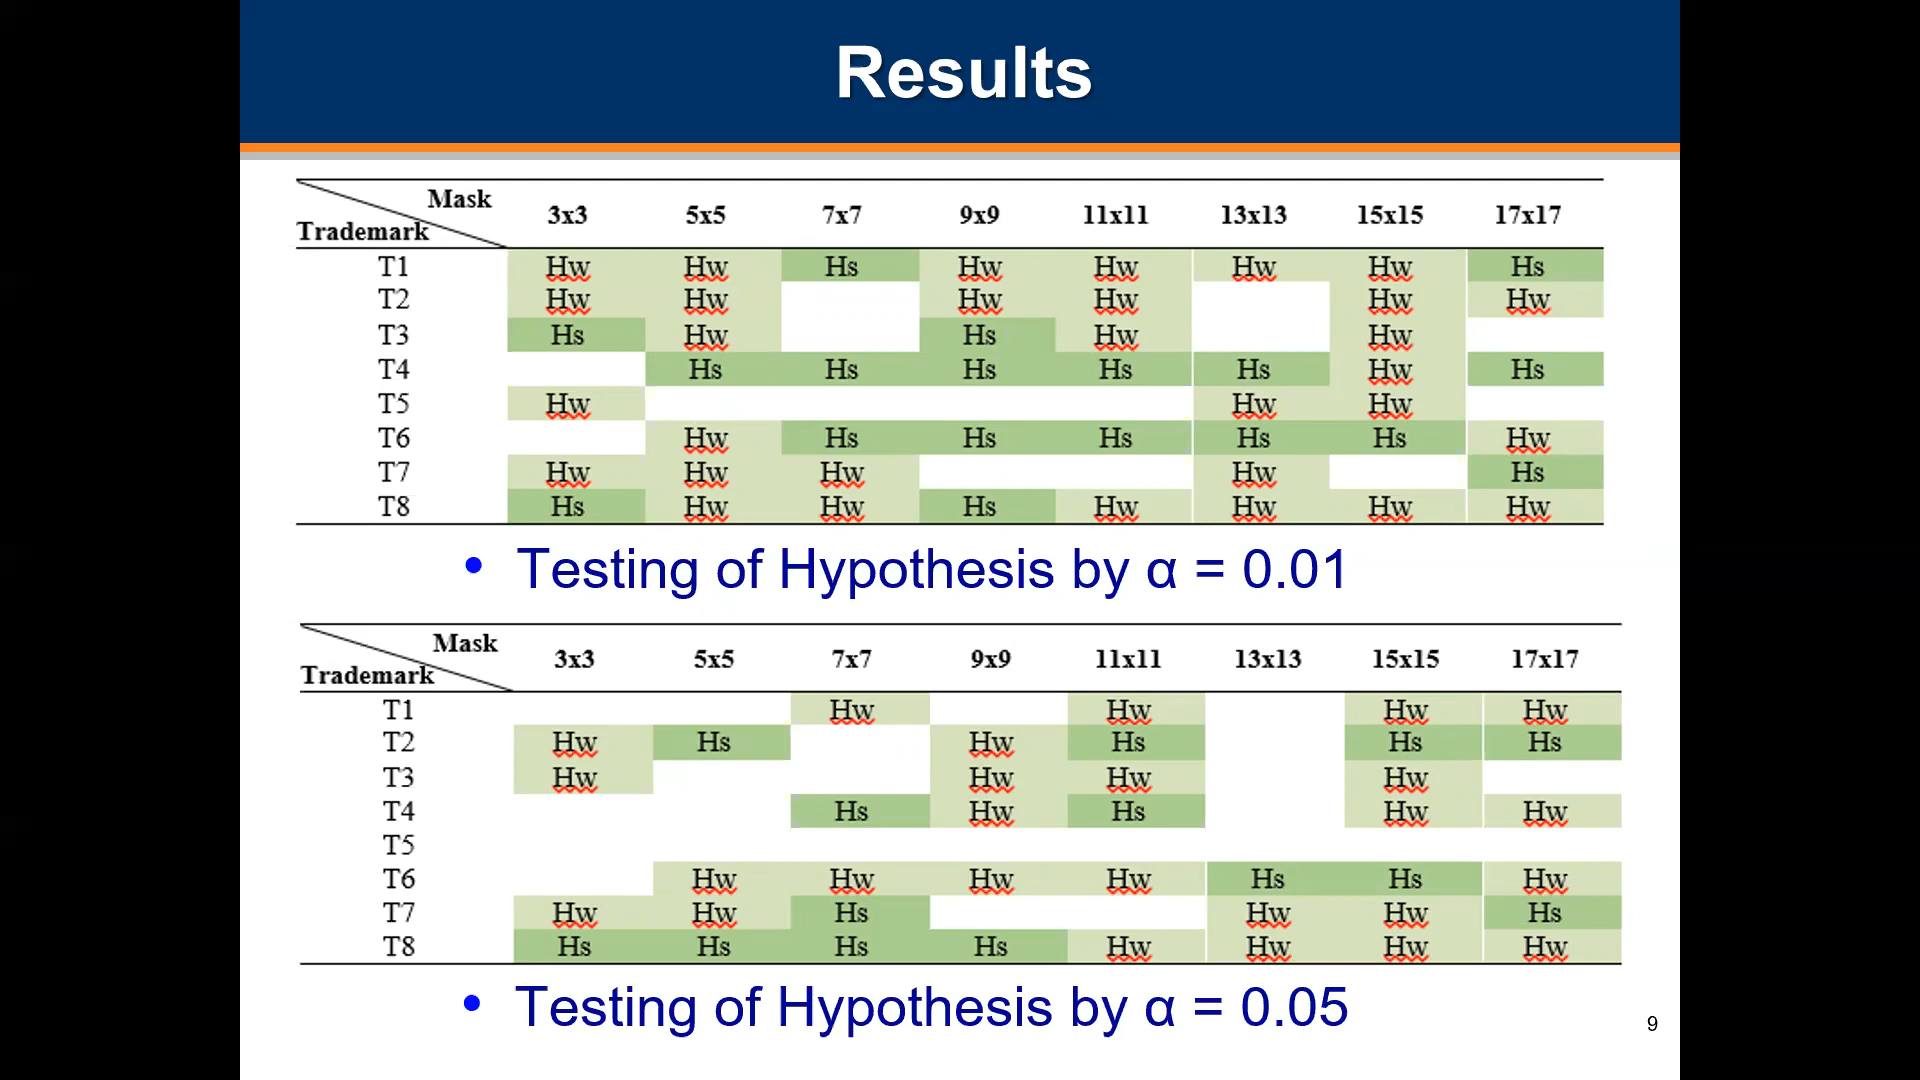 Results
Mask
Trademark 3x3 5x5 7x7 9x9 11x11 13x13 15x15 17x17
T1 Hw Hw Hs Hw Hw Hw Hw Hs
T2 Hw Hw Hw Hw Hw Hw
T3 Hs Hw Hs Hw Hw
T4 Hs Hs Hs Hs Hs Hw Hs
T5 Hw Hw Hw
T6 Hw Hs Hs Hs Hs Hs Hw
T7 Hw Hw Hw Hw Hs
T8 Hs Hw Hw Hs Hw Hw Hw Hw
• Testing of Hypothesis by α = 0.01
Mask
Trademark 3x3 5x5 7x7 9x9 11x11 13x13 15x15 17x17
T1 Hw Hw Hw Hw
T2 Hw Hs Hw Hs Hs Hs
T3 Hw Hw Hw Hw
T4 Hs Hw Hs Hw Hw
T5
T6 Hw Hw Hw Hw Hs Hs Hw
T7 Hw Hw Hs Hw Hw Hs
T8 Hs Hs Hs Hs Hw Hw Hw Hw
• Testing of Hypothesis by α = 0.05
9